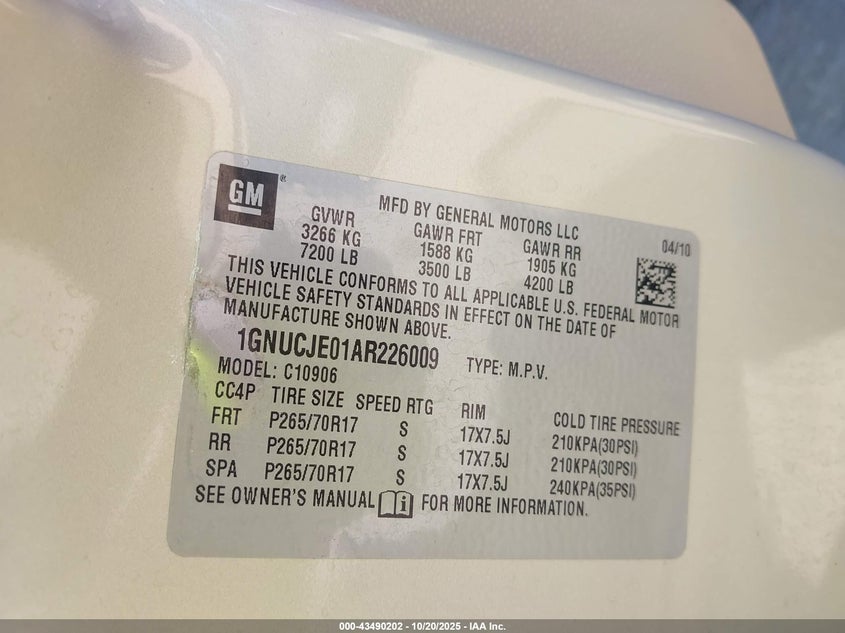 GM ®
MFD BY GENERAL MOTORS LLC
GVWR GAWR FRT GAWR RR 04/10
3266 KG 1588 KG 1905 KG
7200 LB 3500 LB 4200 LB
THIS VEHICLE CONFORMS TO ALL APPLICABLE U.S. FEDERAL MOTOR
VEHICLE SAFETY STANDARDS IN EFFECT ON THE DATE OF
MANUFACTURE SHOWN ABOVE.
1GNUCJE01AR226009 TYPE: M.P.V.
MODEL: C10906
CC4P TIRE SIZE SPEED RTG RIM COLD TIRE PRESSURE
FRT P265/70R17 S 17X7.5J 210KPA(30PSI)
RR P265/70R17 S 17X7.5J 210KPA(30PSI)
SPA P265/70R17 S 17X7.5J 240KPA(35PSI)
SEE OWNER'S MANUAL i FOR MORE INFORMATION.
000-43490202 - 10/20/2025 - IAA Inc.